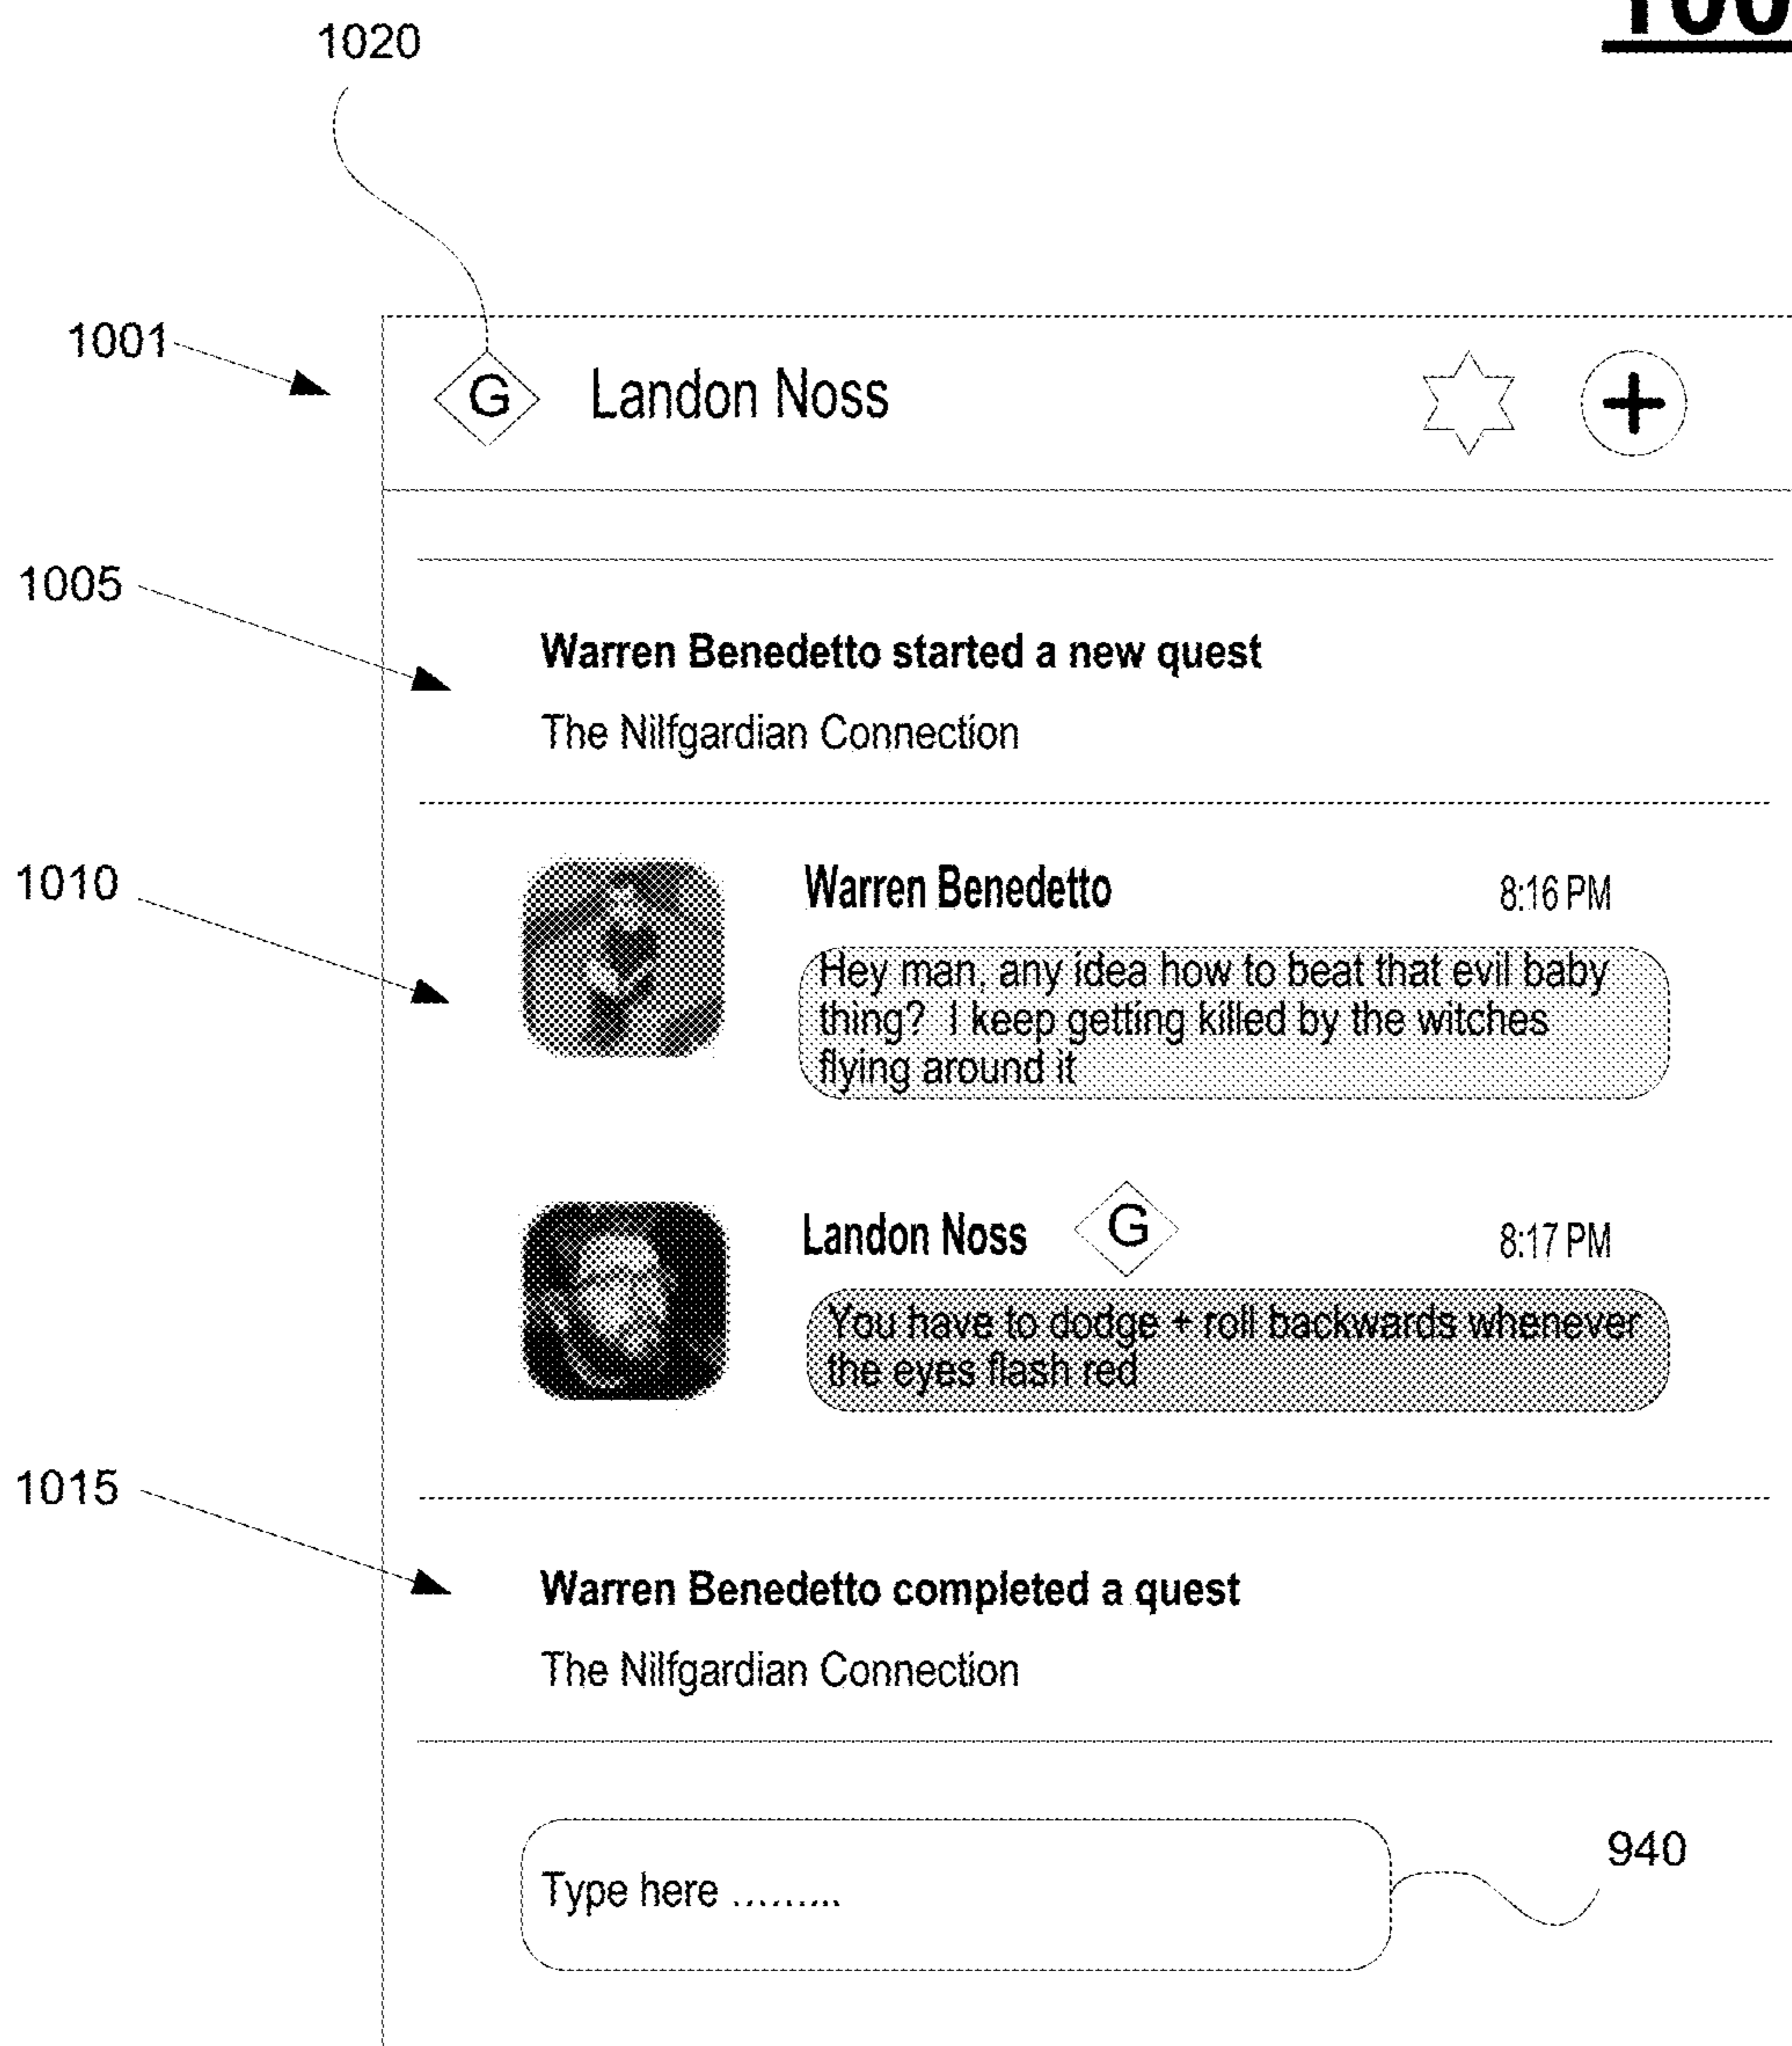 1020
1001
G Landon Noss +
1005
Warren Benedetto started a new quest
The Nilfgardian Connection
1010
Warren Benedetto 8:16 PM
Hey man, any idea how to beat that evil baby
thing? I keep getting killed by the witches
flying around it
Landon Noss G 8:17 PM
You have to dodge + roll backwards whenever
the eyes flash red
1015
Warren Benedetto completed a quest
The Nilfgardian Connection
940
Type here .........